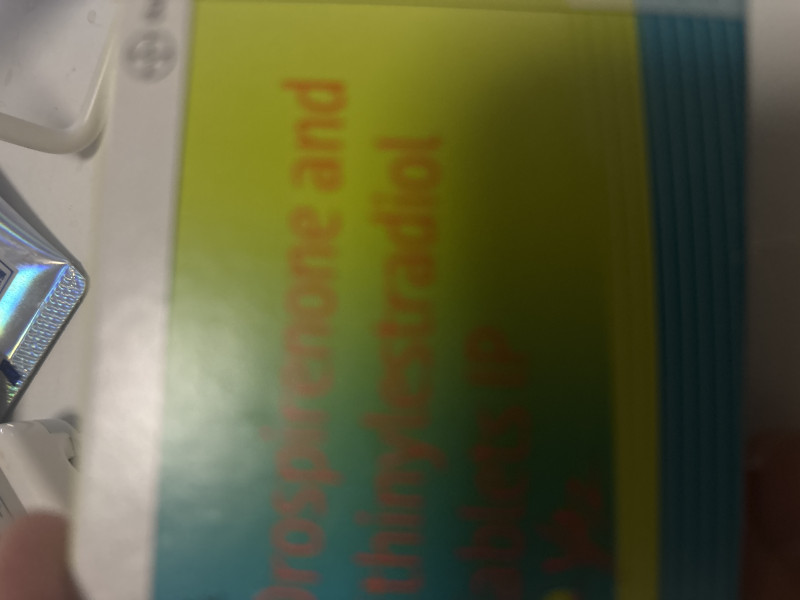 Drospirenone and
thinylestradiol
ablets IP